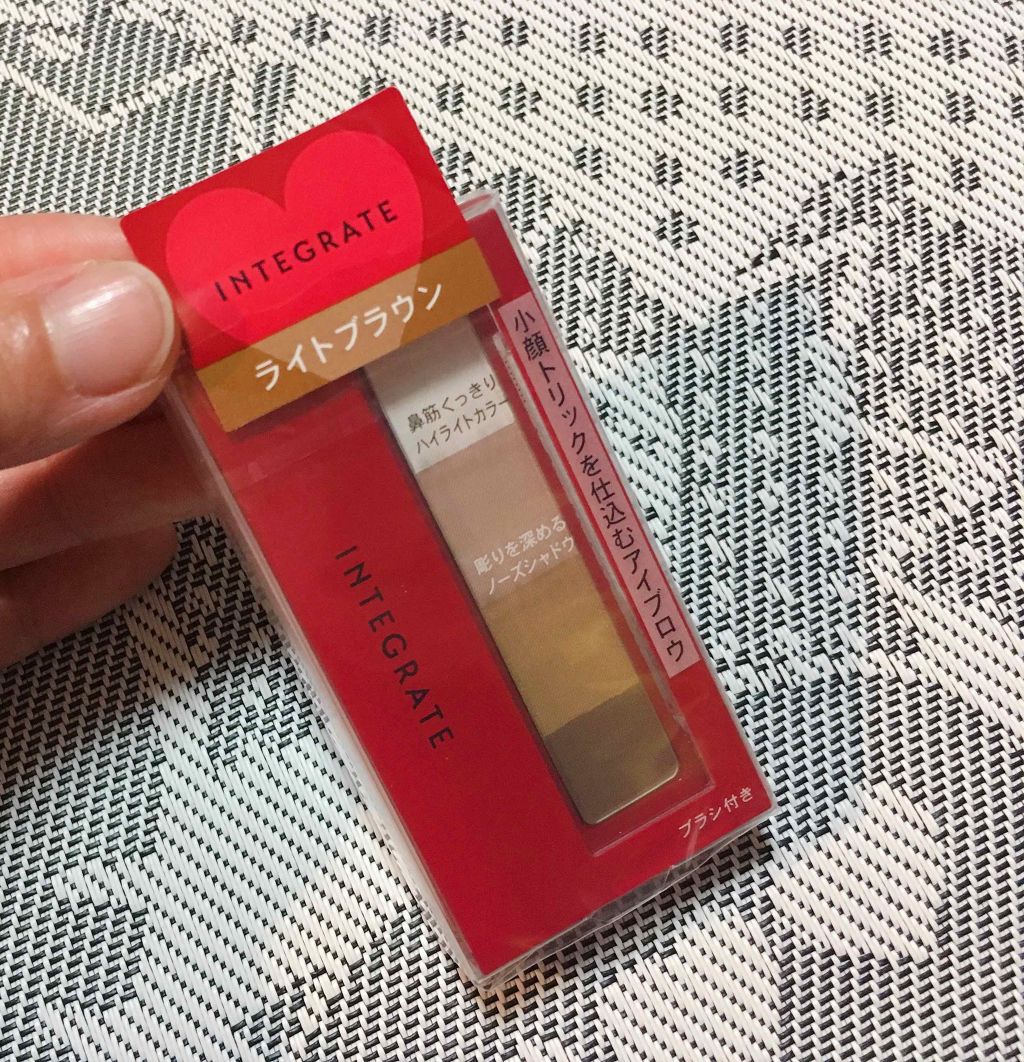 INTEGRATE
ライトブラウン
鼻筋くっきり
ハイライトカラー
彫りを深める
ノーズシャドウ
小顔トリックを仕込むアイブロウ
INTEGRATE
ブラシ付き